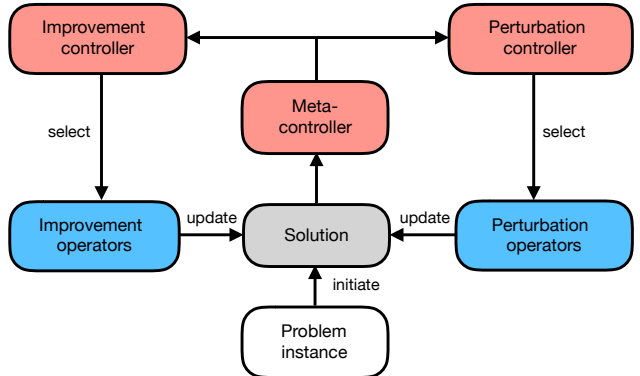 Improvement
controller
Perturbation
controller
Meta-
controller
select
select
Improvement
operators
update
Solution
update
Perturbation
operators
initiate
Problem
instance